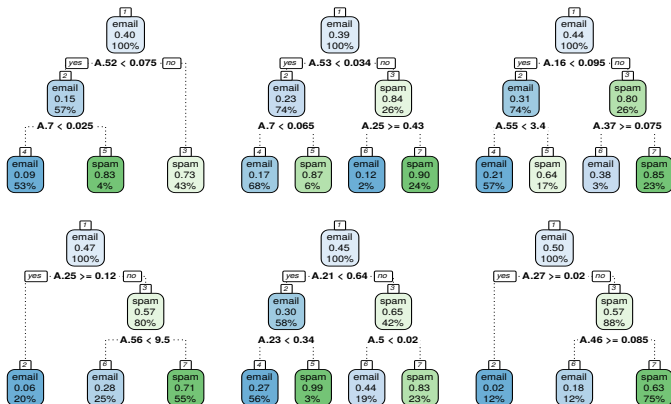 1 1 1
email email email
0.40 0.39 0.44
100% 100% 100%
yes A.52 < 0.075 no yes A.53 < 0.034 no yes A.16 < 0.095 no
2 2 3 2 3
email email spam email spam
0.15 0.23 0.84 0.31 0.80
57% 74% 26% 74% 26%
A.7 < 0.025 A.7 < 0.065 A.25 >= 0.43 A.55 < 3.4 A.37 >= 0.075
4 5 3 4 5 6 7 4 5 6 7
email spam spam email spam email spam email spam email spam
0.09 0.83 0.73 0.17 0.87 0.12 0.90 0.21 0.64 0.38 0.85
53% 4% 43% 68% 6% 2% 24% 57% 17% 3% 23%
1 1 1
email email email
0.47 0.45 0.50
100% 100% 100%
yes A.25 >= 0.12 no yes A.21 < 0.64 no yes A.27 >= 0.02 no
3 2 3 3
spam email spam spam
0.57 0.30 0.65 0.57
80% 58% 42% 88%
A.56 < 9.5 A.23 < 0.34 A.5 < 0.02 A.46 >= 0.085
2 6 7 4 5 6 7 2 6 7
email email spam email spam email spam email email spam
0.06 0.28 0.71 0.27 0.99 0.44 0.83 0.02 0.18 0.63
20% 25% 55% 56% 3% 19% 23% 12% 12% 75%